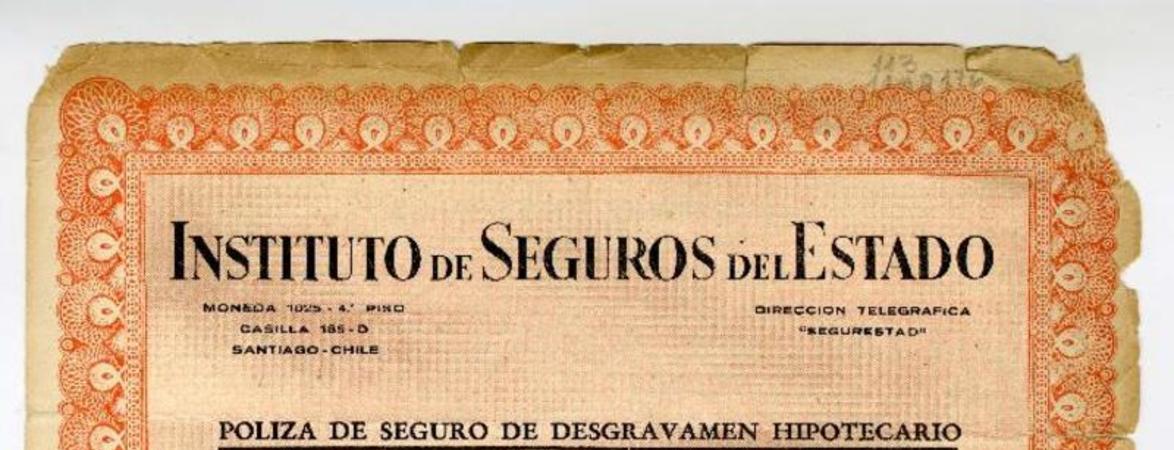 INSTITUTO DE SEGUROS DEL ESTADO
MONEDA 1025 - 4.° PISO
CASILLA 185-D
SANTIAGO - CHILE
DIRECCION TELEGRAFICA
"SEGURESTAD"
POLIZA DE SEGURO DE DESGRAVAMEN HIPOTECARIO